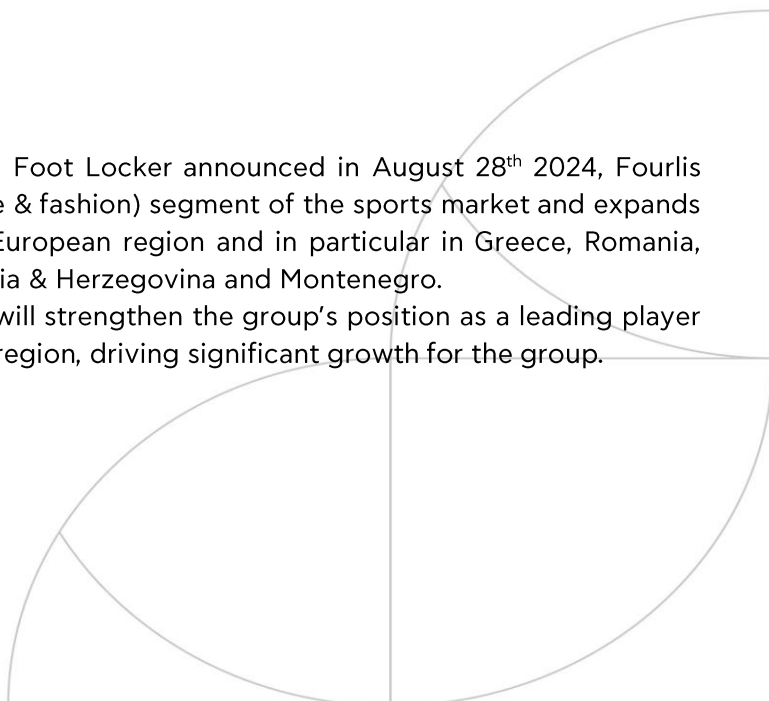 Foot Locker announced in August 28th 2024, Fourlis
& fashion) segment of the sports market and expands
European region and in particular in Greece, Romania,
& Herzegovina and Montenegro.
will strengthen the group’s position as a leading player
region, driving significant growth for the group.